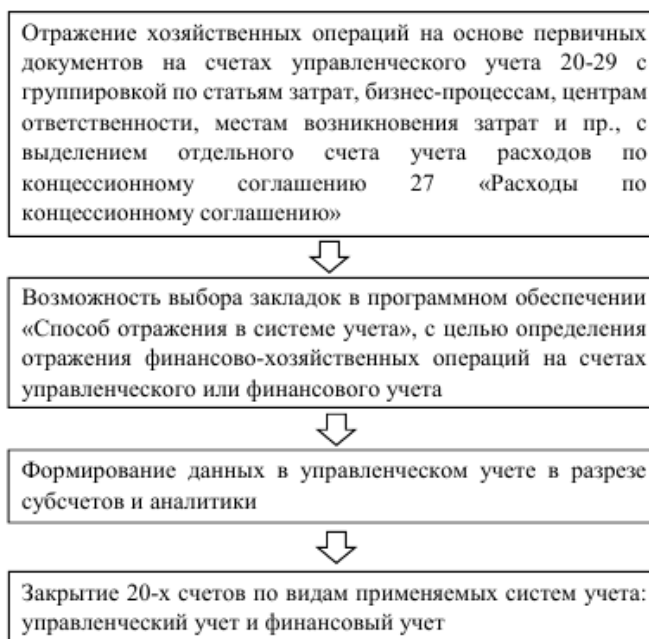 Отражение хозяйственных операций на основе первичных
документов на счетах управленческого учета 20-29 с
группировкой по статьям затрат, бизнес-процессам, центрам
ответственности, местам возникновения затрат и пр., с
выделением отдельного счета учета расходов по
концессионному соглашению 27 «Расходы по
концессионному соглашению»
Возможность выбора закладок в программном обеспечении
«Способ отражения в системе учета», с целью определения
отражения финансово-хозяйственных операций на счетах
управленческого или финансового учета
Формирование данных в управленческом учете в разрезе
субсчетов и аналитики
Закрытие 20-х счетов по видам применяемых систем учета:
управленческий учет и финансовый учет